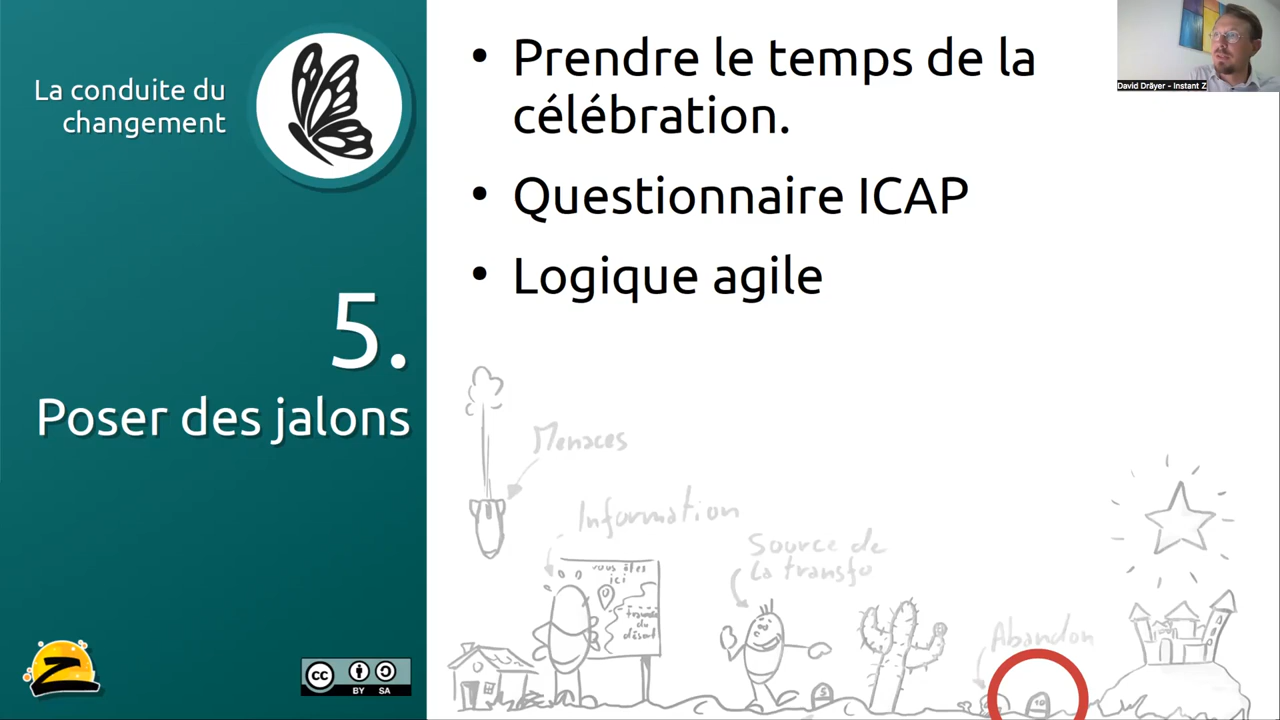 La conduite du
changement
5.
Poser des jalons
• Prendre le temps de la
célébration.
• Questionnaire ICAP
• Logique agile
David Dräyer - Instant Z
Menaces
Information
vous êtes
ici
Source de
la transfo
Abandon
Z
cc
BY SA